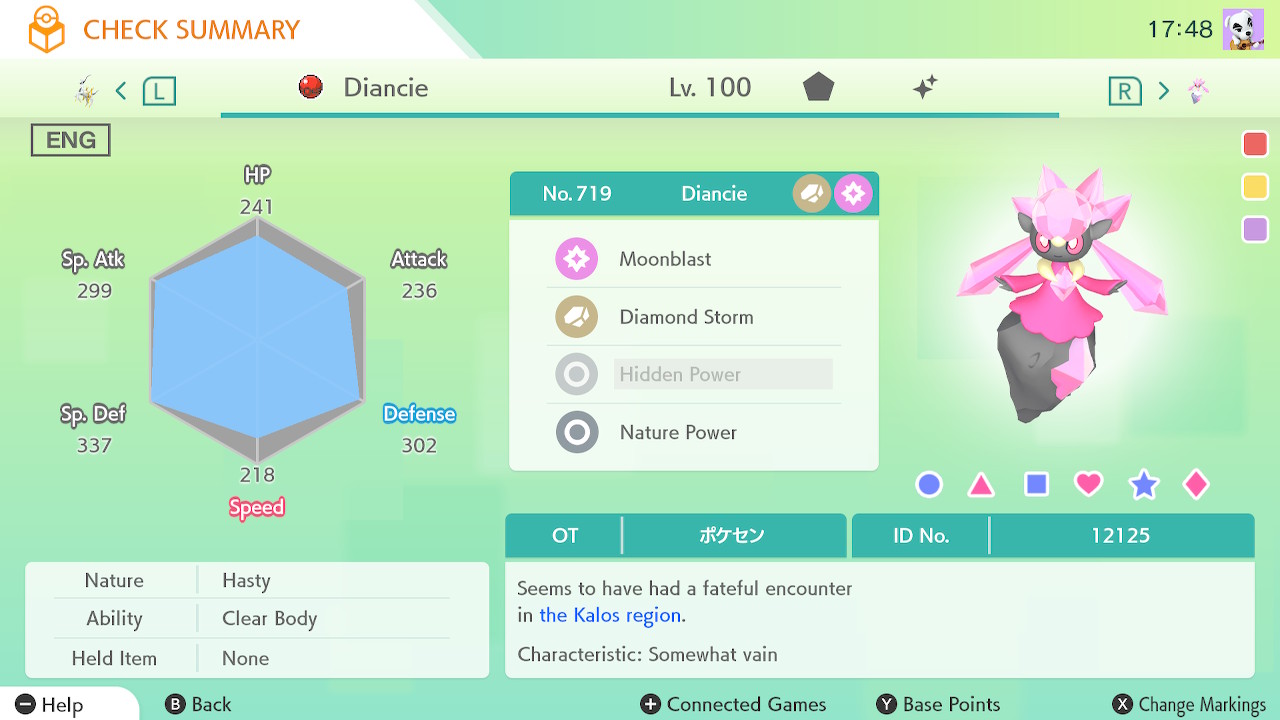 CHECK SUMMARY
17:48
L
Diancie
Lv. 100
R
ENG
HP
241
Sp. Atk
299
Attack
236
Sp. Def
337
Defense
302
218
Speed
No. 719 Diancie
Moonblast
Diamond Storm
Hidden Power
Nature Power
OT ポケセン
ID No. 12125
Nature Hasty
Ability Clear Body
Held Item None
Seems to have had a fateful encounter
in the Kalos region.
Characteristic: Somewhat vain
Help
B Back
Connected Games
Y Base Points
X Change Markings